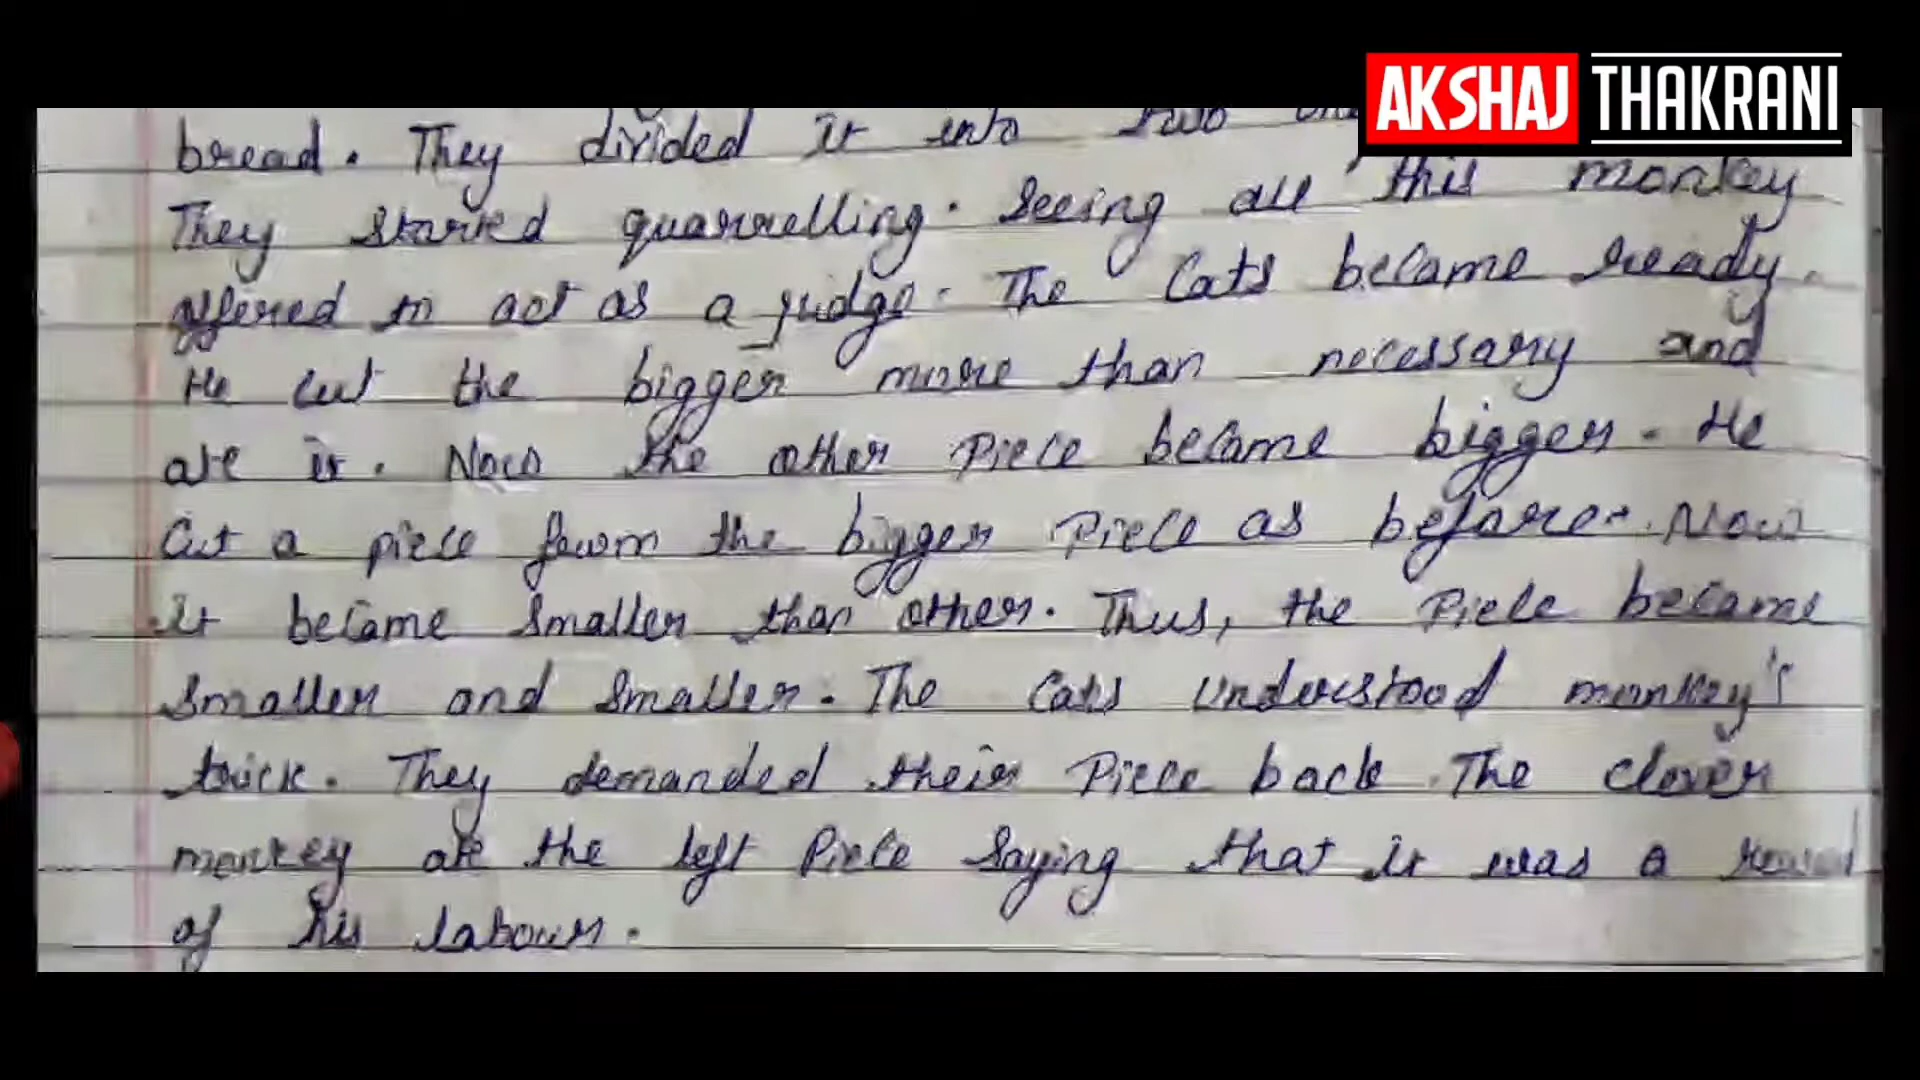 AKSHAJ THAKRANI
bread. They divided it into two
They started quarrelling. Seeing all this monkey
offered to act as a judge. The Cats became ready.
He cut the bigger more than necessary and
ate it. Now the other Piece became bigger. He
Cut a piece from the bigger Piece as before. Now
it became smaller than other. Thus, the Piece became
smaller and smaller. The Cats understood monkey's
trick. They demanded their Piece back. The clever
monkey ate the left Piece saying that it was a
of his labour.